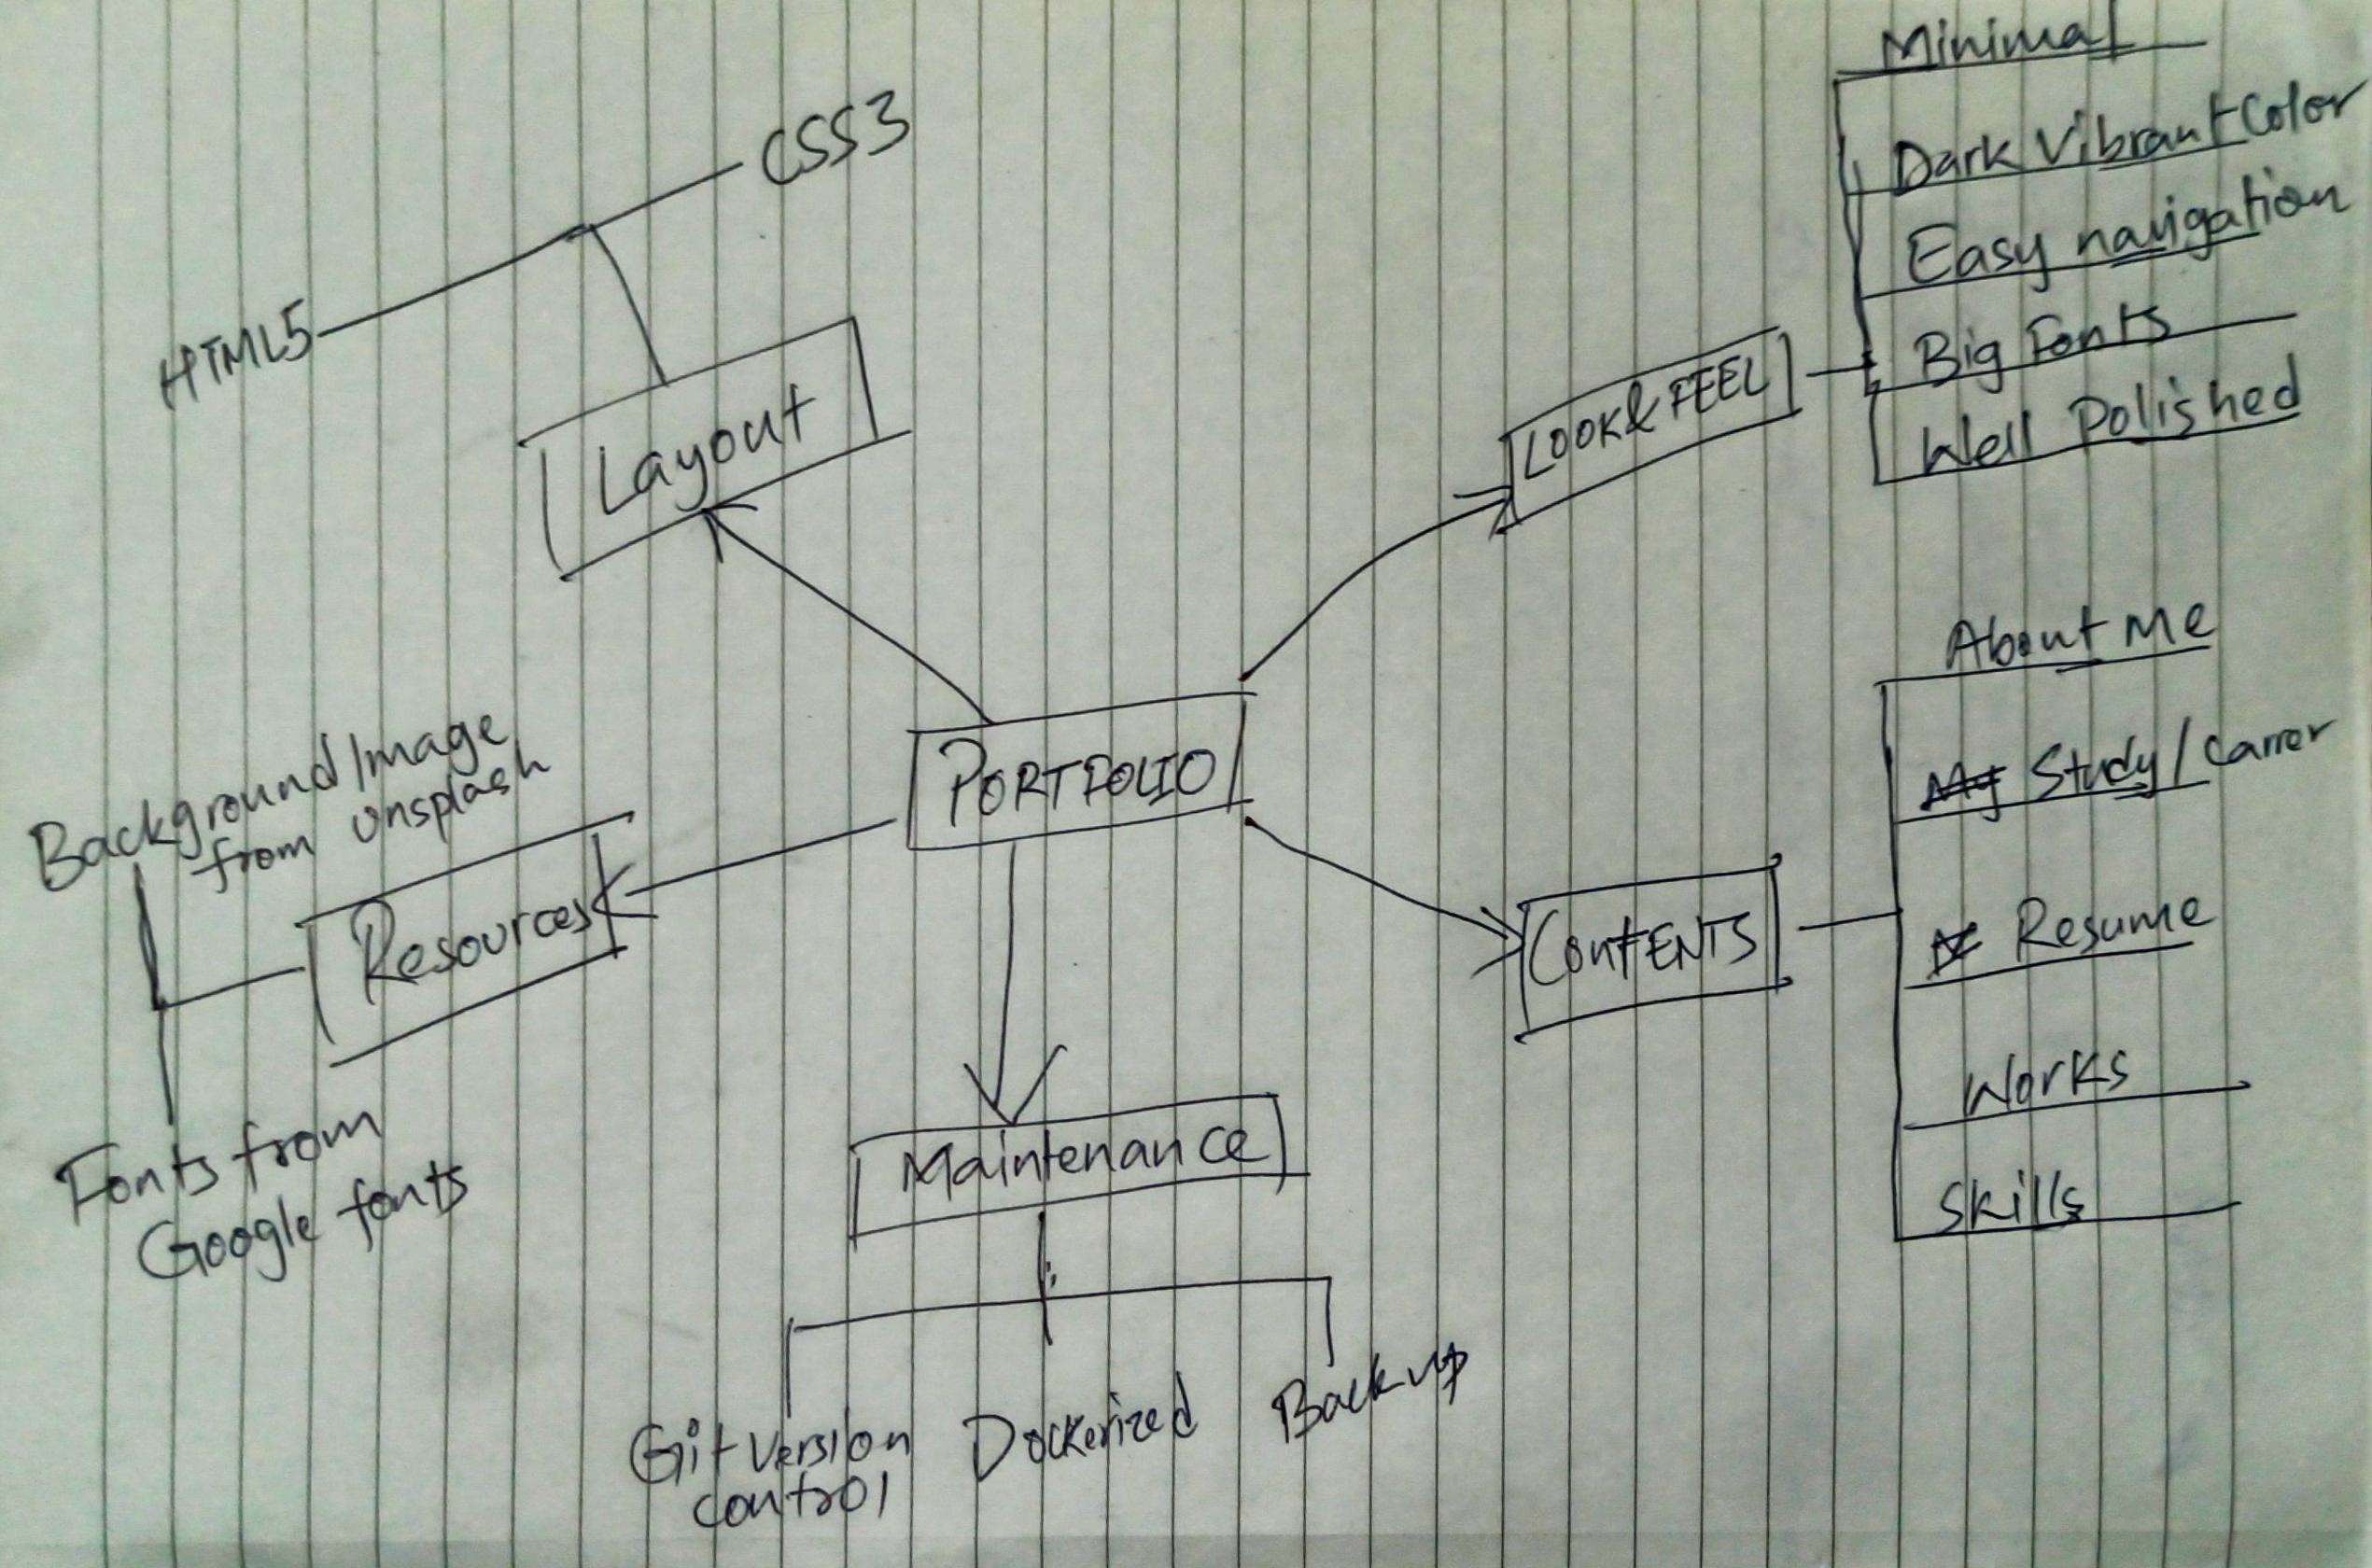 CSS3
HTML5
Layout
Minimal
Dark Vibrant Color
Easy navigation
Big Fonts
Well Polished
LOOK & FEEL
PORTFOLIO
Background Image
from unsplash
Resources
Fonts from
Google fonts
About Me
My Study / Carrer
Resume
Works
Skills
ContENTS
Maintenance
Git Version
control
Dockerized
Backup